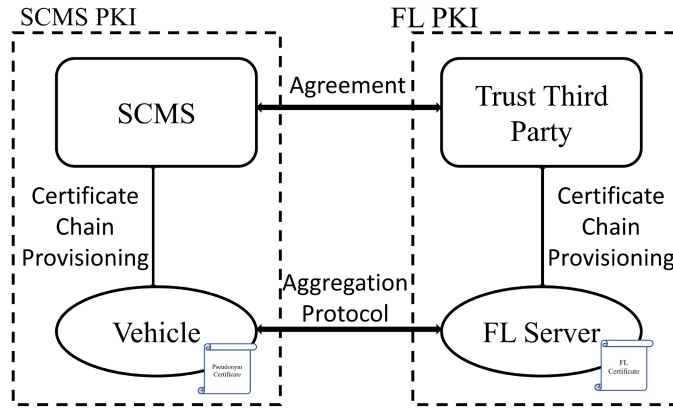 SCMS PKI
FL PKI
SCMS
Agreement
Trust Third
Party
Certificate
Chain
Provisioning
Certificate
Chain
Provisioning
Aggregation
Protocol
Vehicle
Pseudonym
Certificate
FL Server
FL
Certificate